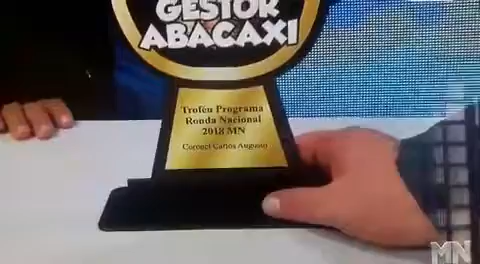 GESTOR
ABACAXI
Troféu Programa
Ronda Nacional
2018 MN
Coronel Carlos Augusto
MN